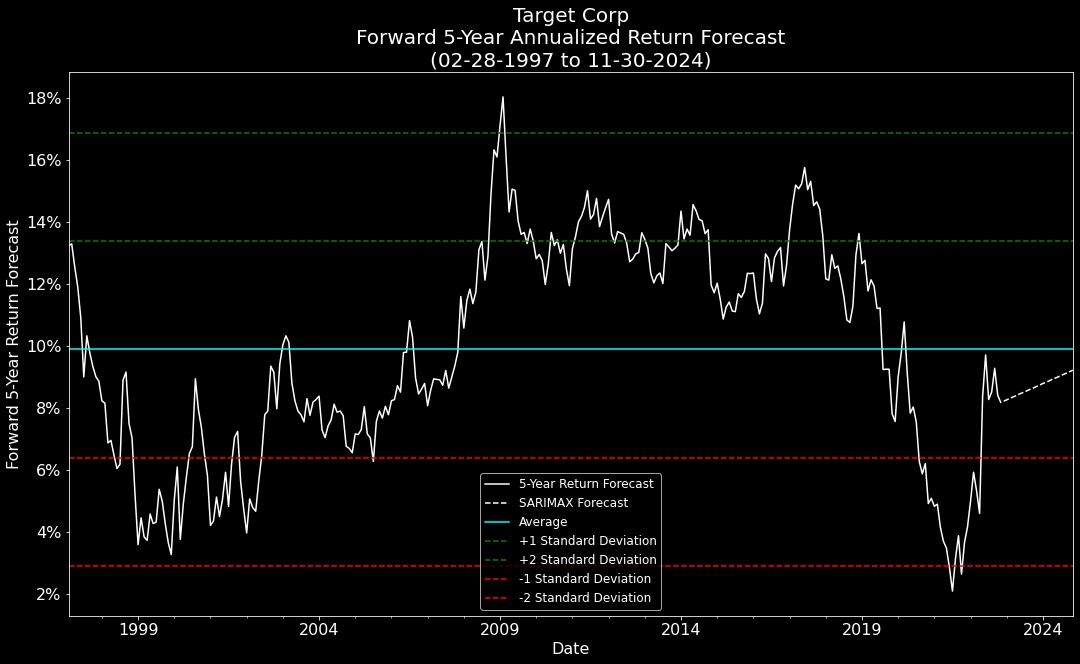 Target Corp
Forward 5-Year Annualized Return Forecast
(02-28-1997 to 11-30-2024)
Forward 5-Year Return Forecast
18%
16%
14%
12%
10%
8%
6%
4%
2%
5-Year Return Forecast
SARIMAX Forecast
Average
+1 Standard Deviation
+2 Standard Deviation
-1 Standard Deviation
-2 Standard Deviation
1999
2004
2009
2014
2019
2024
Date